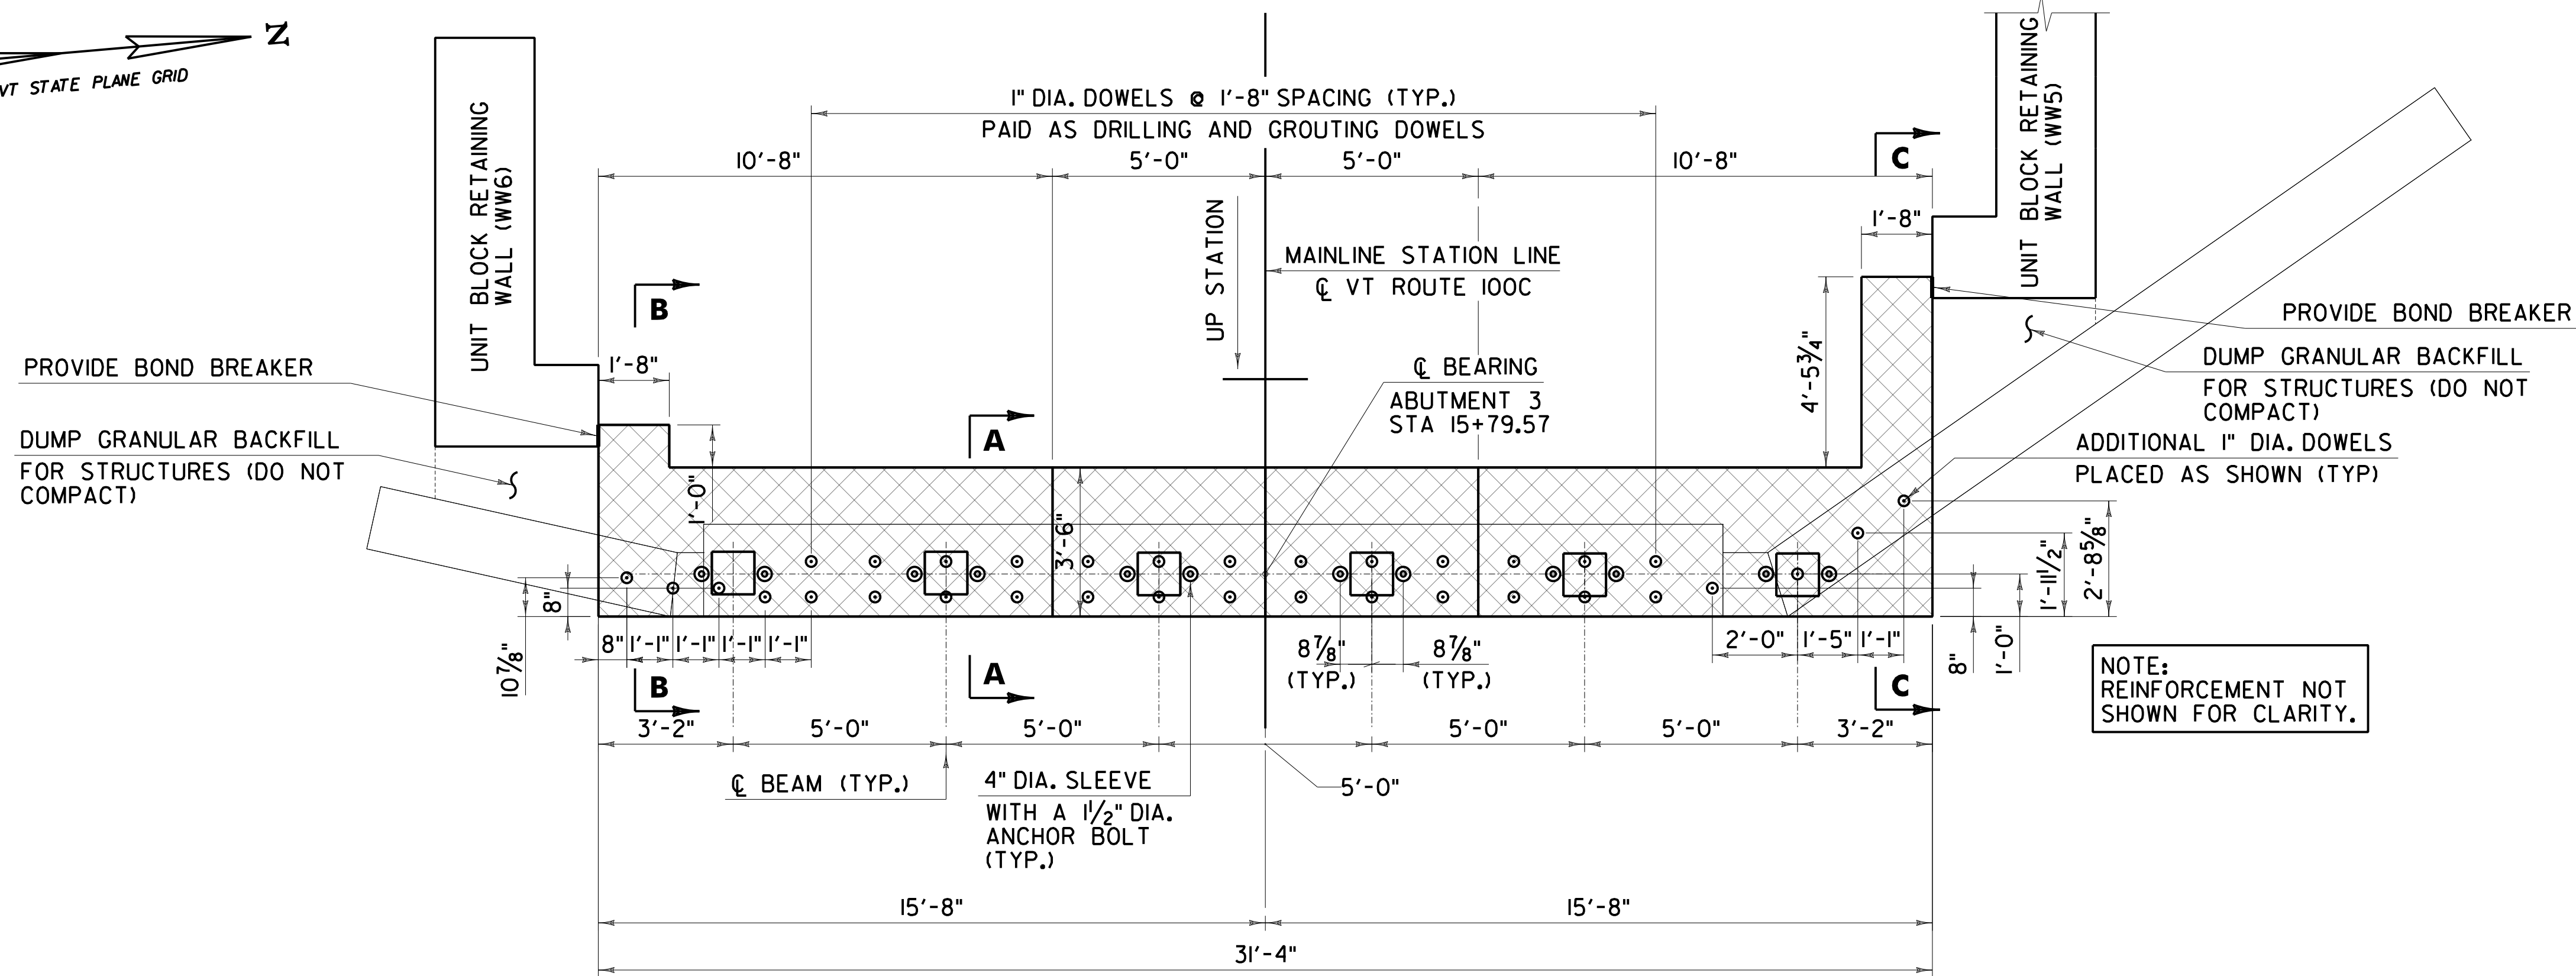 N
VT STATE PLANE GRID
UNIT BLOCK RETAINING
WALL (WW6)
1" DIA. DOWELS @ 1'-8" SPACING (TYP.)
PAID AS DRILLING AND GROUTING DOWELS
10'-8"
5'-0"
5'-0"
10'-8"
C
UNIT BLOCK RETAINING
WALL (WW5)
1'-8"
UP STATION
MAINLINE STATION LINE
℄ VT ROUTE 100C
B
PROVIDE BOND BREAKER
1'-8"
℄ BEARING
ABUTMENT 3
STA 15+79.57
4'-5¾"
PROVIDE BOND BREAKER
DUMP GRANULAR BACKFILL
FOR STRUCTURES (DO NOT
COMPACT)
DUMP GRANULAR BACKFILL
FOR STRUCTURES (DO NOT
COMPACT)
A
ADDITIONAL 1" DIA. DOWELS
PLACED AS SHOWN (TYP)
1'-0"
3'-6"
1'-11½"
2'-8⅝"
10⅞"
8"
8"
1'-1"
1'-1"
1'-1"
1'-1"
8⅞"
(TYP.)
8⅞"
(TYP.)
2'-0"
1'-5"
1'-1"
8"
1'-0"
B
A
C
NOTE:
REINFORCEMENT NOT
SHOWN FOR CLARITY.
3'-2"
5'-0"
5'-0"
5'-0"
5'-0"
3'-2"
℄ BEAM (TYP.)
4" DIA. SLEEVE
WITH A 1½" DIA.
ANCHOR BOLT
(TYP.)
5'-0"
15'-8"
15'-8"
31'-4"